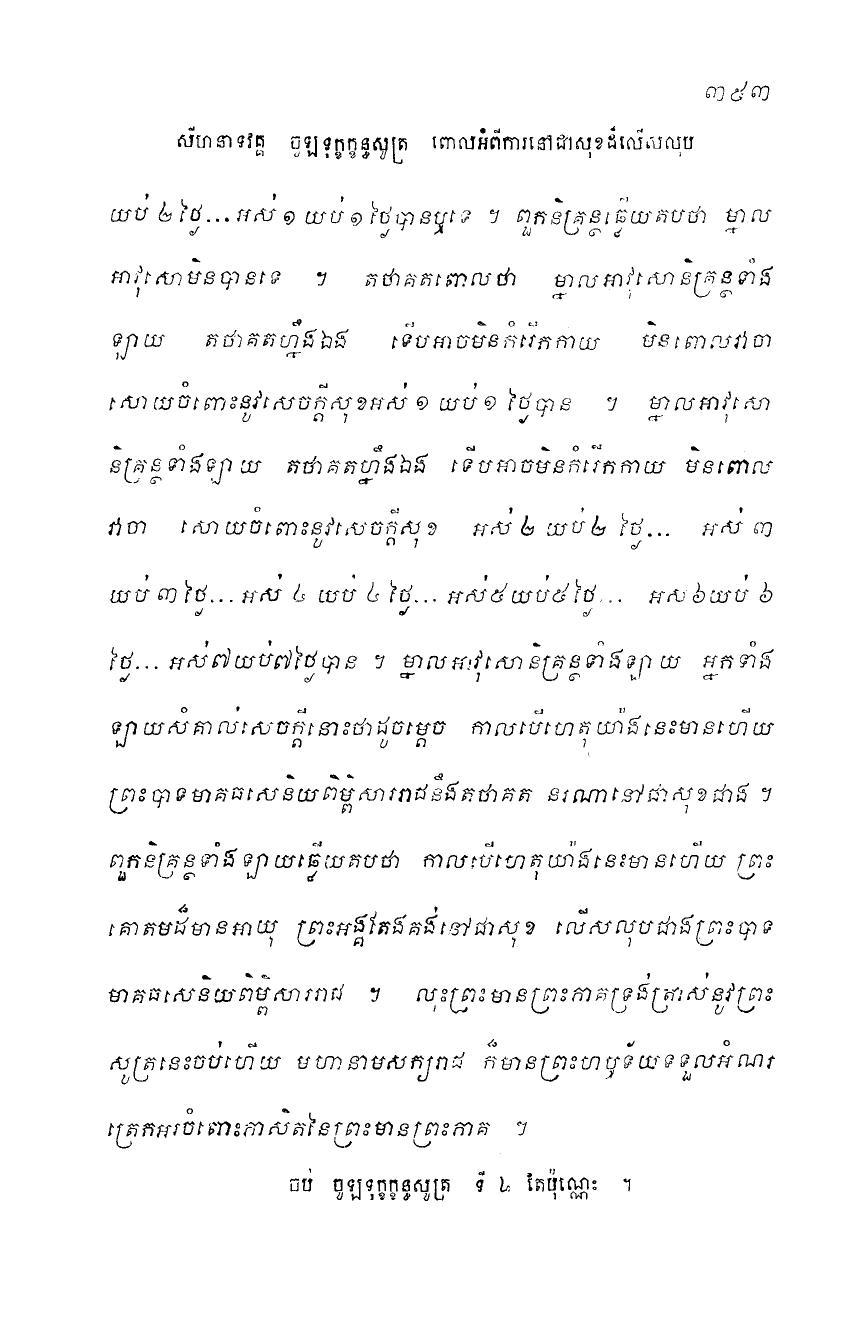 ៣៩៣
សីហនាទវគ្គ ចូឡទុក្ខក្ខន្ធសូត្រ ពោលអំពីការនៅជាសុខដ៏លើសលុប
យប់ ២ ថ្ងៃ... អស់ ១ យប់ ១ ថ្ងៃបានឬទេ ។ ពួកនិគ្រន្ថធ្វើយតបថា ម្នាល
អាវុសោមិនបានទេ ។ តថាគតពោលថា ម្នាលអាវុសោនិគ្រន្ថទាំង
ឡាយ តថាគតហ្នឹងឯង ទើបអាចមិនកំរើកកាយ មិនពោលវាចា
សោយចំពោះនូវសេចក្តីសុខអស់ ១ យប់ ១ ថ្ងៃបាន ។ ម្នាលអាវុសោ
និគ្រន្ថទាំងឡាយ តថាគតហ្នឹងឯង ទើបអាចមិនកំរើកកាយ មិនពោល
វាចា សោយចំពោះនូវសេចក្តីសុខ អស់ ២ យប់ ២ ថ្ងៃ... អស់ ៣
យប់ ៣ ថ្ងៃ... អស់ ៤ យប់ ៤ ថ្ងៃ... អស់៥យប់៥ថ្ងៃ... អស់៦យប់ ៦
ថ្ងៃ... អស់៧យប់៧ថ្ងៃបាន ។ ម្នាលអាវុសោនិគ្រន្ថទាំងឡាយ អ្នកទាំង
ឡាយសំគាល់សេចក្តីនោះថាដូចម្តេច កាលបើហេតុយ៉ាងនេះមានហើយ
ព្រះបាទមាគធសេនិយពិម្ពិសាររាជនឹងតថាគត នរណានៅជាសុខជាង ។
ពួកនិគ្រន្ថទាំងឡាយធ្វើយតបថា កាលបើហេតុយ៉ាងនេះមានហើយ ព្រះ
គោតមដ៏មានអាយុ ព្រះអង្គតែងគង់នៅជាសុខ លើសលុបជាងព្រះបាទ
មាគធសេនិយពិម្ពិសាររាជ ។ លុះព្រះមានព្រះភាគទ្រង់ត្រាស់នូវព្រះ
សូត្រនេះចប់ហើយ មហានាមសក្យរាជ ក៏មានព្រះហឫទ័យទទួលអំណរ
ត្រេកអរចំពោះភាសិតនៃព្រះមានព្រះភាគ ។
ចប់ ចូឡទុក្ខក្ខន្ធសូត្រ ទី ៤ តែប៉ុណ្ណេះ ។